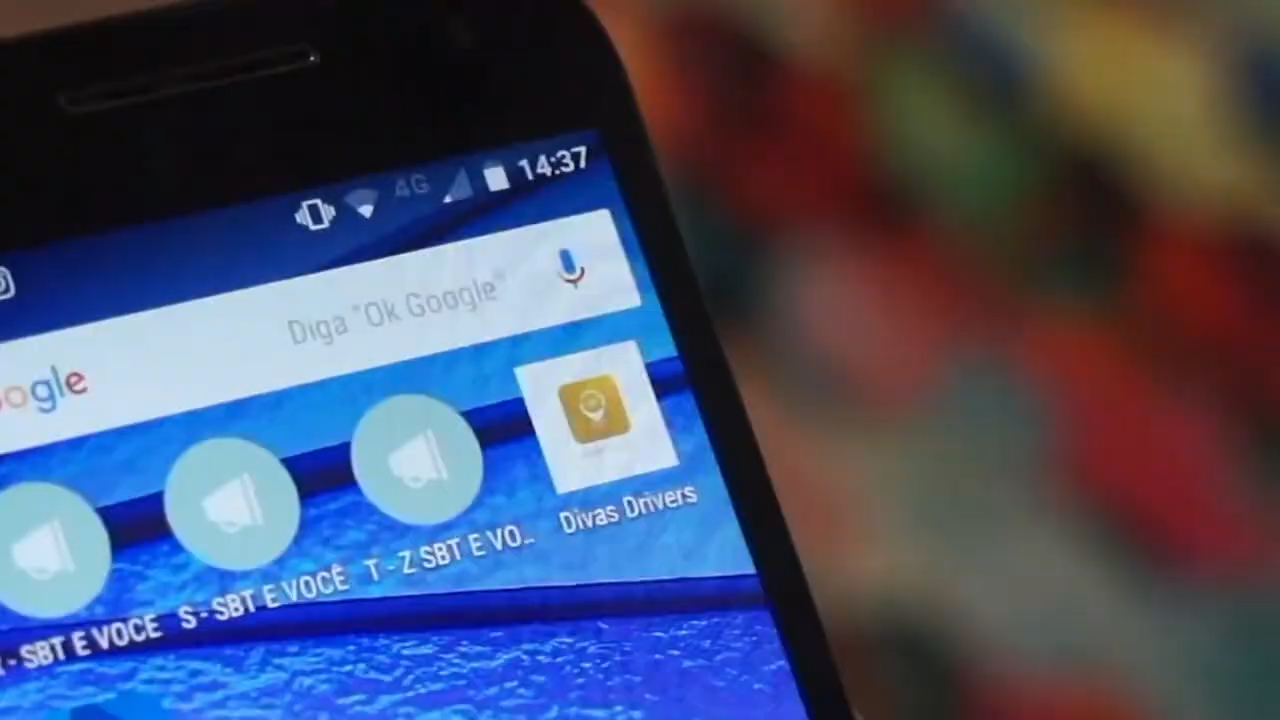 4G 14:37
Diga "Ok Google"
ogle
Divas Drivers
T - Z SBT E VO...
S - SBT E VOCÊ
- SBT E VOCE